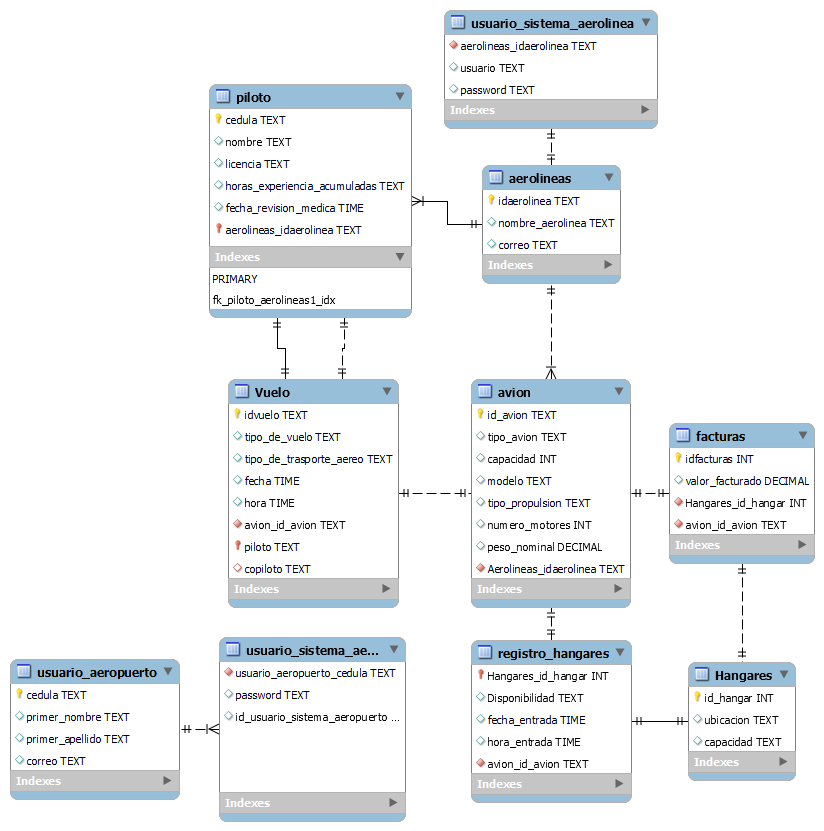 usuario_sistema_aerolinea
aerolineas_idaerolinea TEXT
usuario TEXT
password TEXT
Indexes
piloto
cedula TEXT
nombre TEXT
licencia TEXT
horas_experiencia_acumuladas TEXT
fecha_revision_medica TIME
aerolineas_idaerolinea TEXT
Indexes
PRIMARY
fk_piloto_aerolineas1_idx
aerolineas
idaerolinea TEXT
nombre_aerolinea TEXT
correo TEXT
Indexes
Vuelo
idvuelo TEXT
tipo_de_vuelo TEXT
tipo_de_trasporte_aereo TEXT
fecha TIME
hora TIME
avion_id_avion TEXT
piloto TEXT
copiloto TEXT
Indexes
avion
id_avion TEXT
tipo_avion TEXT
capacidad INT
modelo TEXT
tipo_propulsion TEXT
numero_motores INT
peso_nominal DECIMAL
Aerolineas_idaerolinea TEXT
Indexes
facturas
idfacturas INT
valor_facturado DECIMAL
Hangares_id_hangar INT
avion_id_avion TEXT
Indexes
usuario_aeropuerto
cedula TEXT
primer_nombre TEXT
primer_apellido TEXT
correo TEXT
Indexes
usuario_sistema_ae...
usuario_aeropuerto_cedula TEXT
password TEXT
id_usuario_sistema_aeropuerto ...
Indexes
registro_hangares
Hangares_id_hangar INT
Disponibilidad TEXT
fecha_entrada TIME
hora_entrada TIME
avion_id_avion TEXT
Indexes
Hangares
id_hangar INT
ubicacion TEXT
capacidad TEXT
Indexes